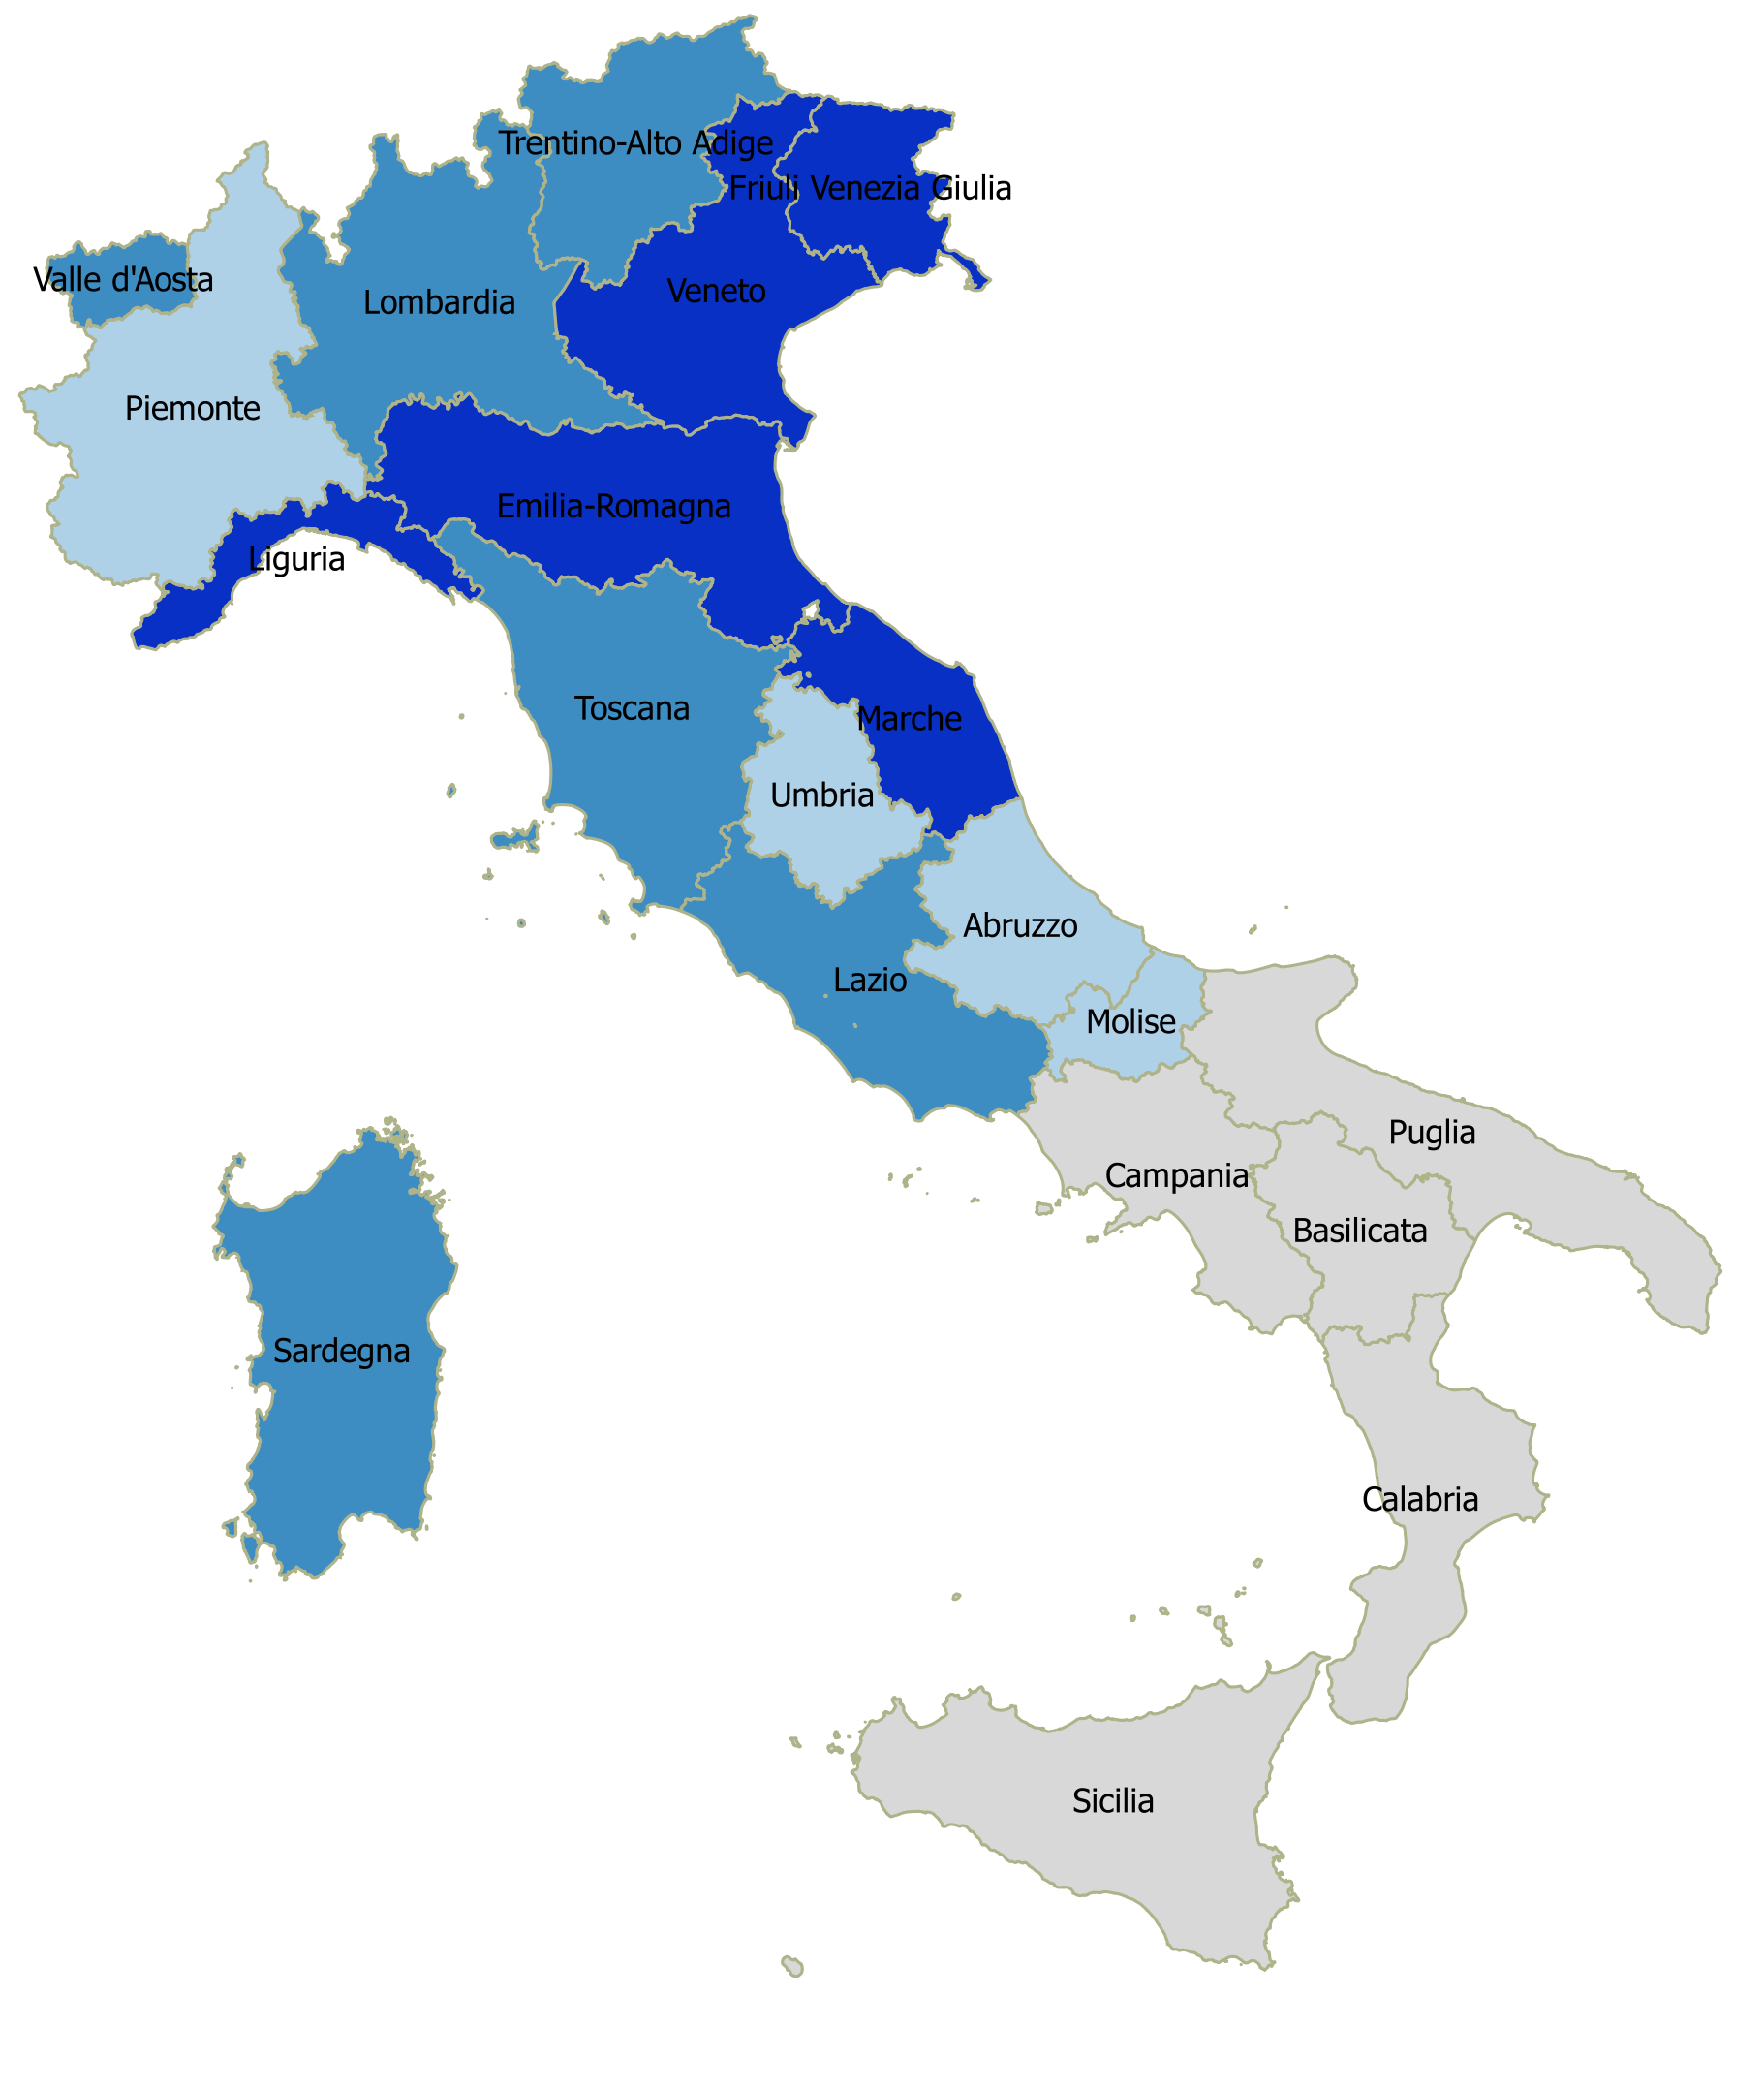 Trentino-Alto Adige
Friuli Venezia Giulia
Valle d'Aosta
Lombardia
Veneto
Piemonte
Emilia-Romagna
Liguria
Toscana
Marche
Umbria
Abruzzo
Lazio
Molise
Puglia
Campania
Basilicata
Sardegna
Calabria
Sicilia